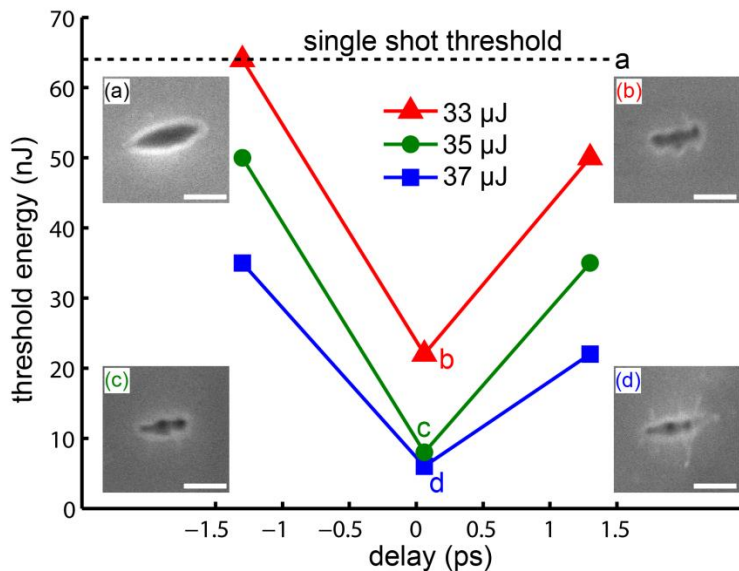 70
single shot threshold
a
60
(a)
(b)
33 µJ
35 µJ
37 µJ
50
40
threshold energy (nJ)
30
20
b
(c)
(d)
c
10
d
0
−1.5 −1 −0.5 0 0.5 1 1.5
delay (ps)